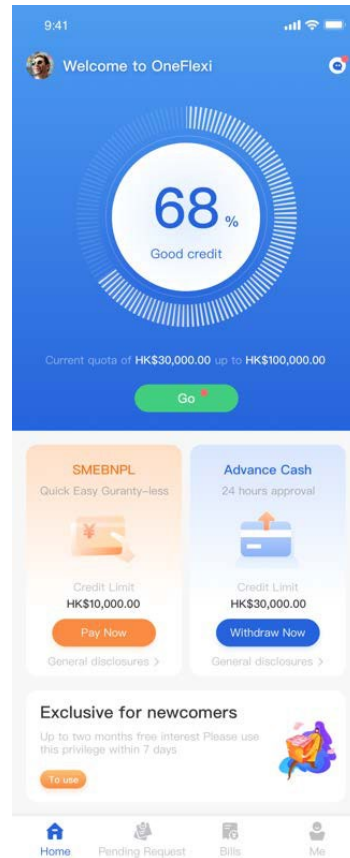 9:41
Welcome to OneFlexi
68 %
Good credit
Current quota of HK$30,000.00 up to HK$100,000.00
Go
SMEBNPL
Quick Easy Guranty-less
¥
Credit Limit
HK$10,000.00
Pay Now
General disclosures >
Advance Cash
24 hours approval
Credit Limit
HK$30,000.00
Withdraw Now
General disclosures >
Exclusive for newcomers
Up to two months free interest Please use
this privilege within 7 days
To use
Home
Pending Request
Bills
Me